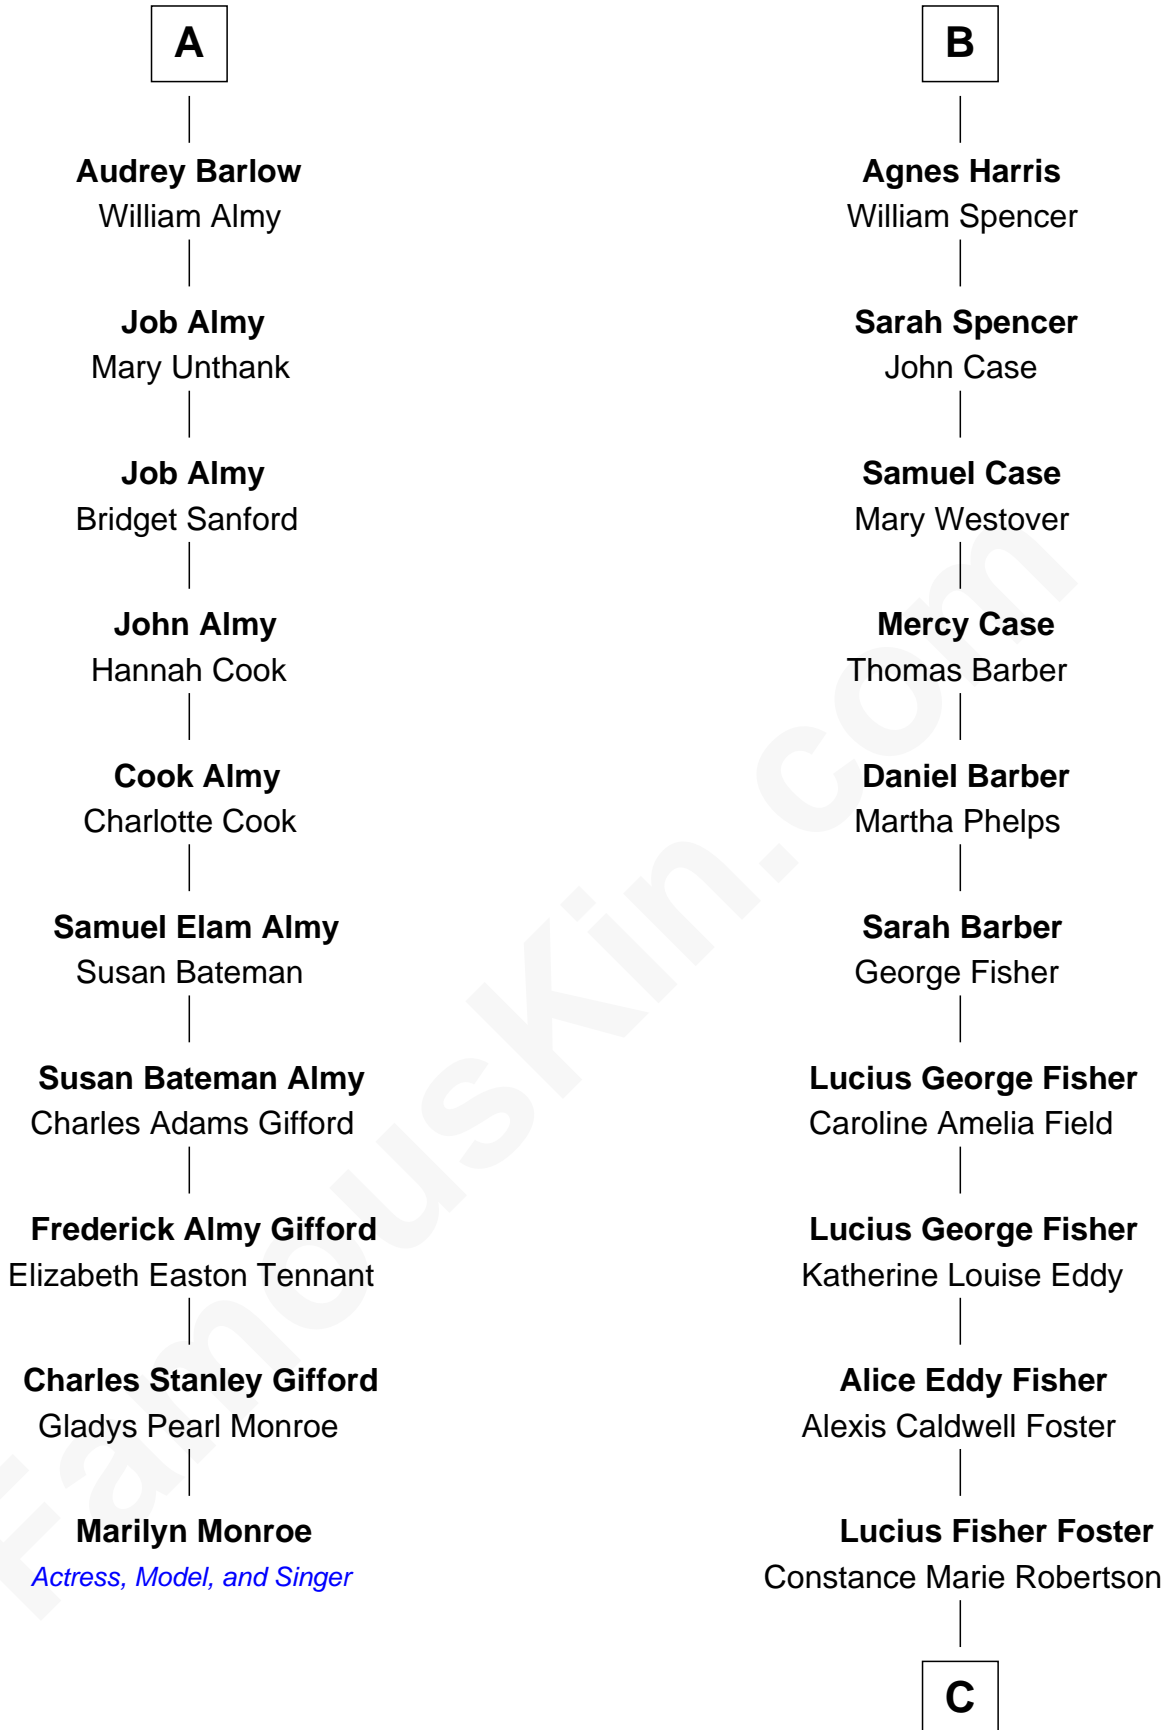 A
Audrey Barlow
William Almy
Job Almy
Mary Unthank
Job Almy
Bridget Sanford
John Almy
Hannah Cook
Cook Almy
Charlotte Cook
Samuel Elam Almy
Susan Bateman
Susan Bateman Almy
Charles Adams Gifford
Frederick Almy Gifford
Elizabeth Easton Tennant
Charles Stanley Gifford
Gladys Pearl Monroe
Marilyn Monroe
Actress, Model, and Singer
B
Agnes Harris
William Spencer
Sarah Spencer
John Case
Samuel Case
Mary Westover
Mercy Case
Thomas Barber
Daniel Barber
Martha Phelps
Sarah Barber
George Fisher
Lucius George Fisher
Caroline Amelia Field
Lucius George Fisher
Katherine Louise Eddy
Alice Eddy Fisher
Alexis Caldwell Foster
Lucius Fisher Foster
Constance Marie Robertson
C
FamousKin.com